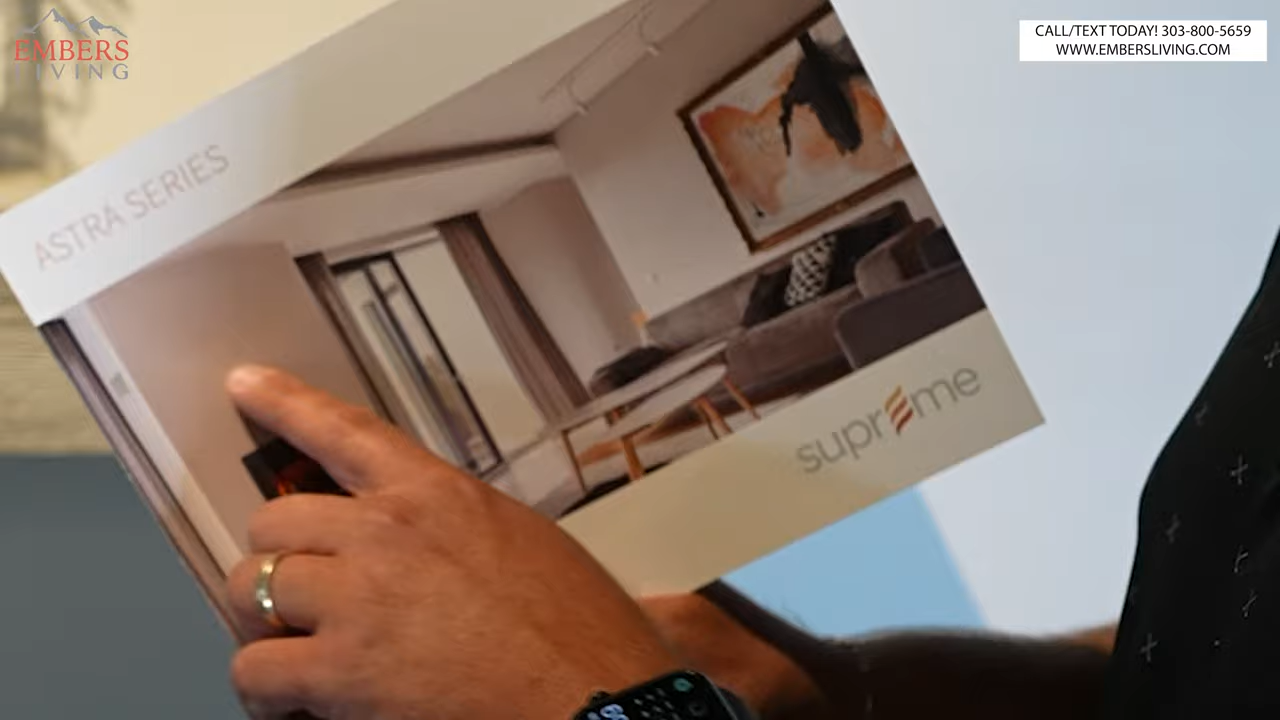 EMBERS
LIVING
CALL/TEXT TODAY! 303-800-5659
WWW.EMBERSLIVING.COM
ASTRA SERIES
supreme